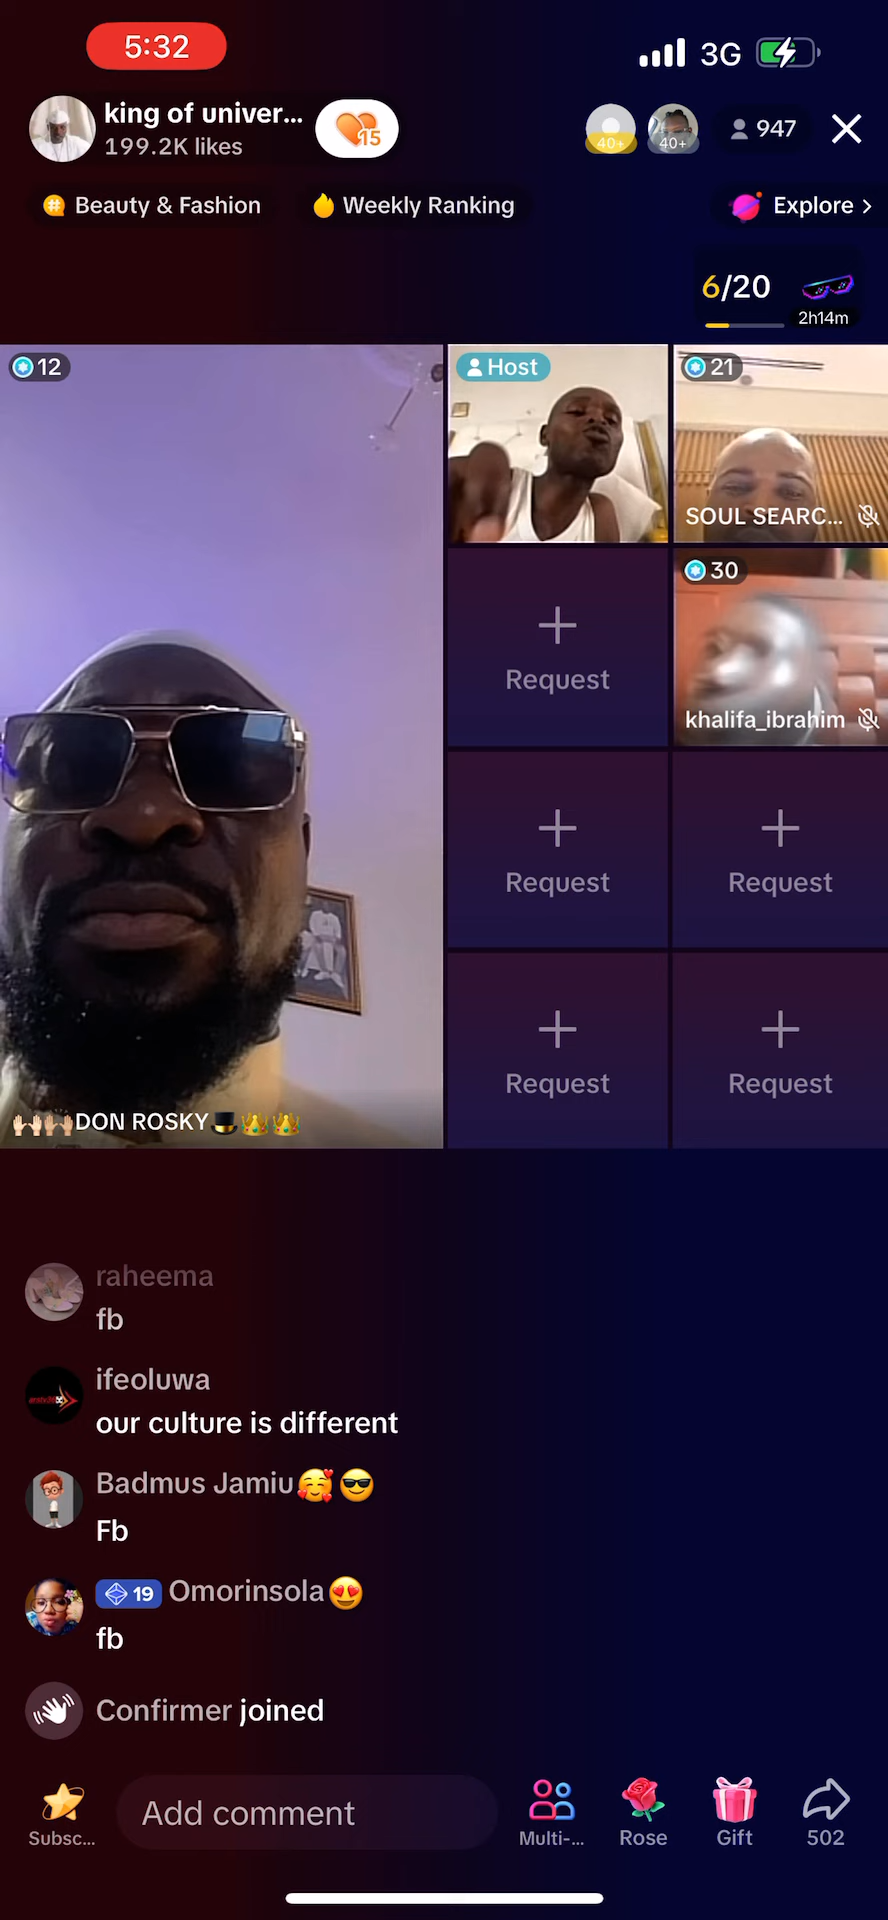 5:32
3G
king of univer...
199.2K likes
15
40+
40+
947
Beauty & Fashion
Weekly Ranking
Explore >
6/20
2h14m
12
Host
21
SOUL SEARC...
Request
30
khalifa_ibrahim
Request
Request
Request
Request
🙌🏻🙌🏼🙌🏽DON ROSKY🎩👑👑
raheema
fb
ifeoluwa
our culture is different
Badmus Jamiu🥰😎
Fb
19 Omorinsola😍
fb
Confirmer joined
Subsc...
Add comment
Multi-...
Rose
Gift
502